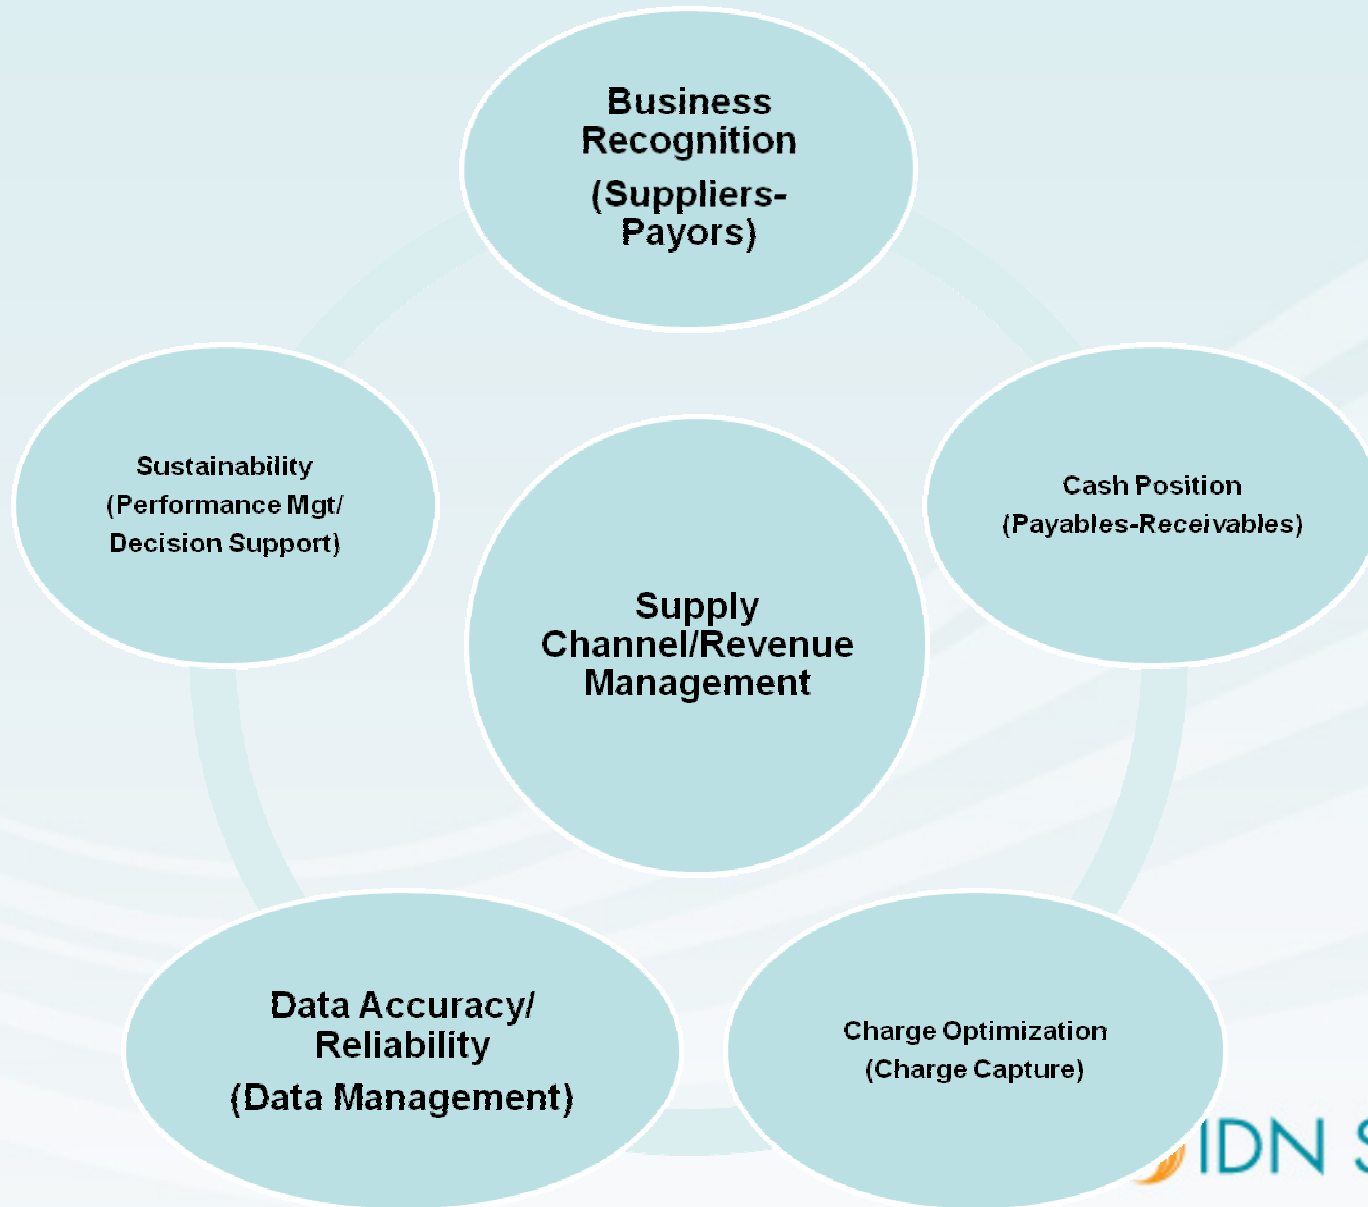 Business
Recognition
(Suppliers-
Payors)
Sustainability
(Performance Mgt/
Decision Support)
Cash Position
(Payables-Receivables)
Supply
Channel/Revenue
Management
Data Accuracy/
Reliability
(Data Management)
Charge Optimization
(Charge Capture)
IDN S